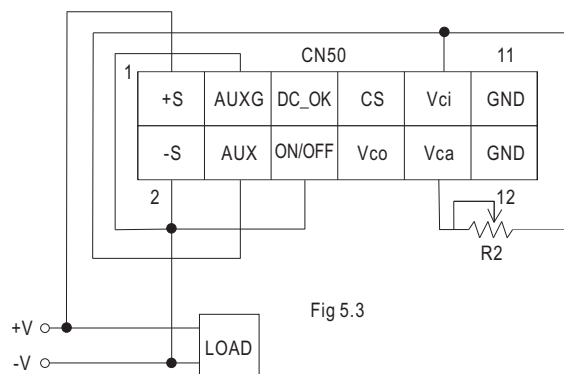 CN50
1 11
+S AUXG DC_OK CS Vci GND
-S AUX ON/OFF Vco Vca GND
2 12
R2
Fig 5.3
+V
LOAD
-V